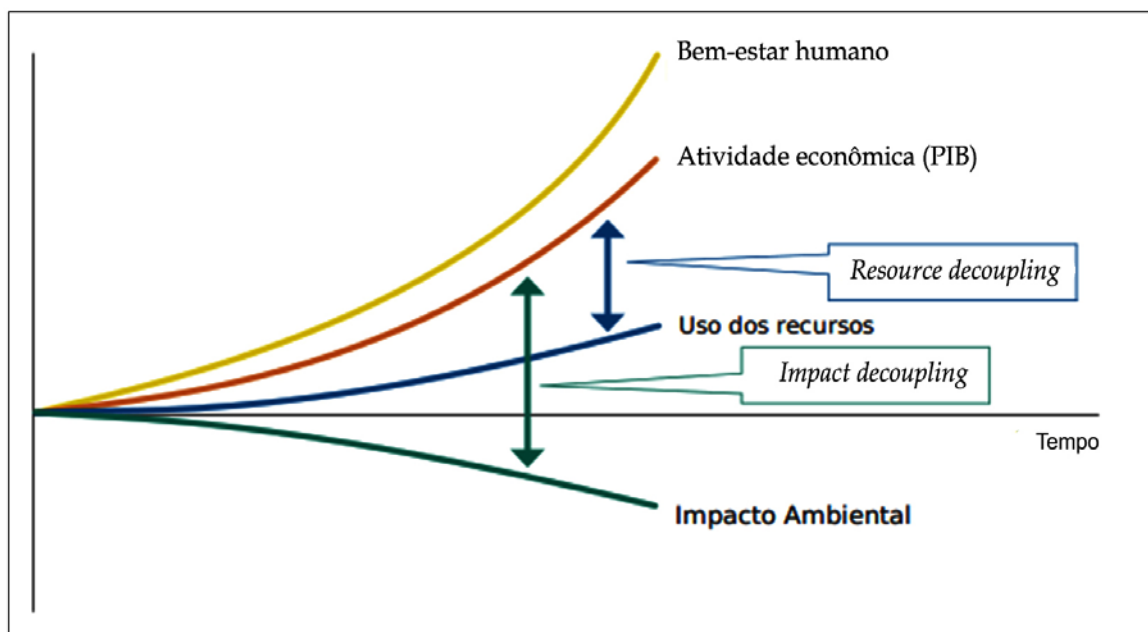 Bem-estar humano
Atividade econômica (PIB)
Resource decoupling
Uso dos recursos
Impact decoupling
Tempo
Impacto Ambiental